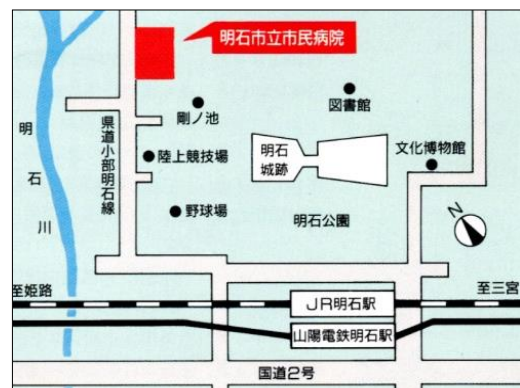 明石市立市民病院
図書館
剛ノ池
県道小部明石線
明石川
陸上競技場
明石
城跡
文化博物館
野球場
明石公園
N
至姫路
至三宮
JR明石駅
山陽電鉄明石駅
国道2号